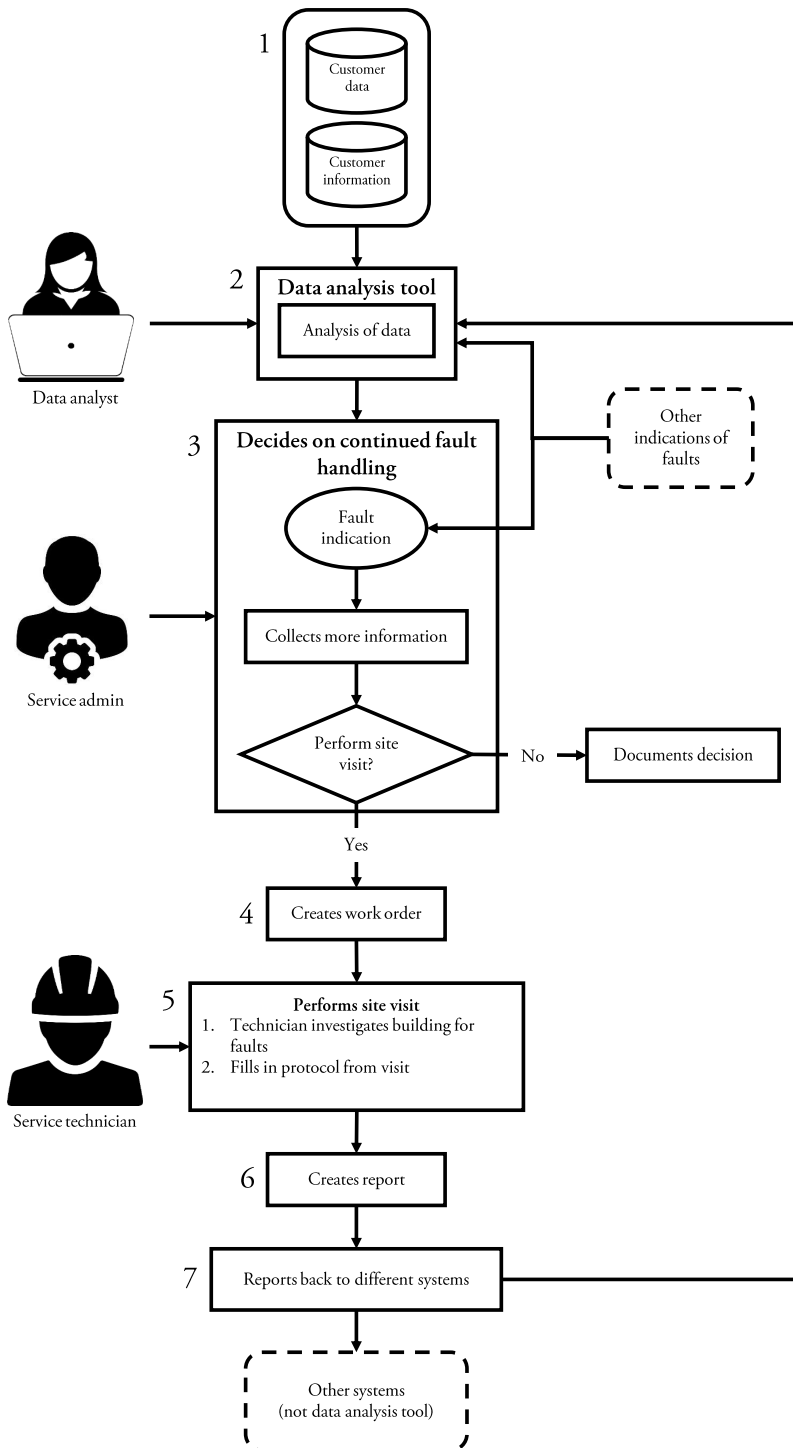 1
Customer
data
Customer
information
2
Data analysis tool
Analysis of data
Data analyst
Other
indications of
faults
3
Decides on continued fault
handling
Fault
indication
Collects more information
Service admin
Perform site
visit?
No
Documents decision
Yes
4
Creates work order
5
Performs site visit
1. Technician investigates building for
faults
2. Fills in protocol from visit
Service technician
6
Creates report
7
Reports back to different systems
Other systems
(not data analysis tool)